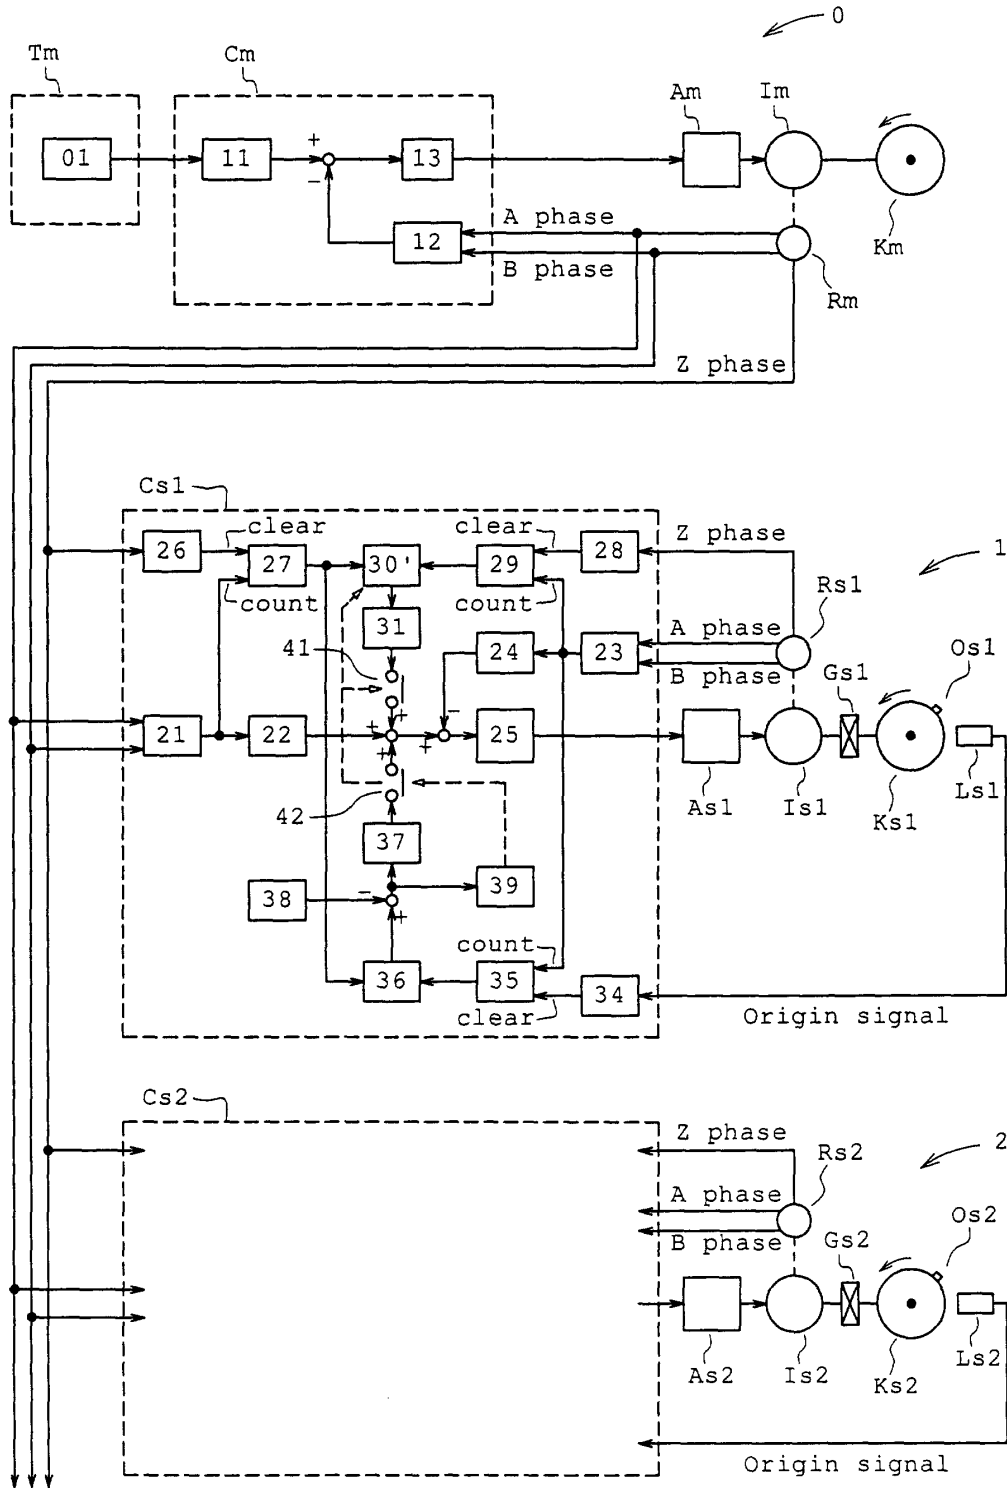 0
Tm
Cm
Am
Im
01
11
+
−
13
12
A phase
B phase
Km
Rm
Z phase
Cs1
26
clear
27
count
30'
clear
29
count
28
Z phase
1
Rs1
31
41
24
23
A phase
B phase
Os1
Gs1
21
22
+
+
+
+
−
25
As1
Is1
Ks1
Ls1
42
37
38
−
+
39
36
count
35
clear
34
Origin signal
Cs2
Z phase
2
Rs2
A phase
B phase
Os2
Gs2
As2
Is2
Ks2
Ls2
Origin signal